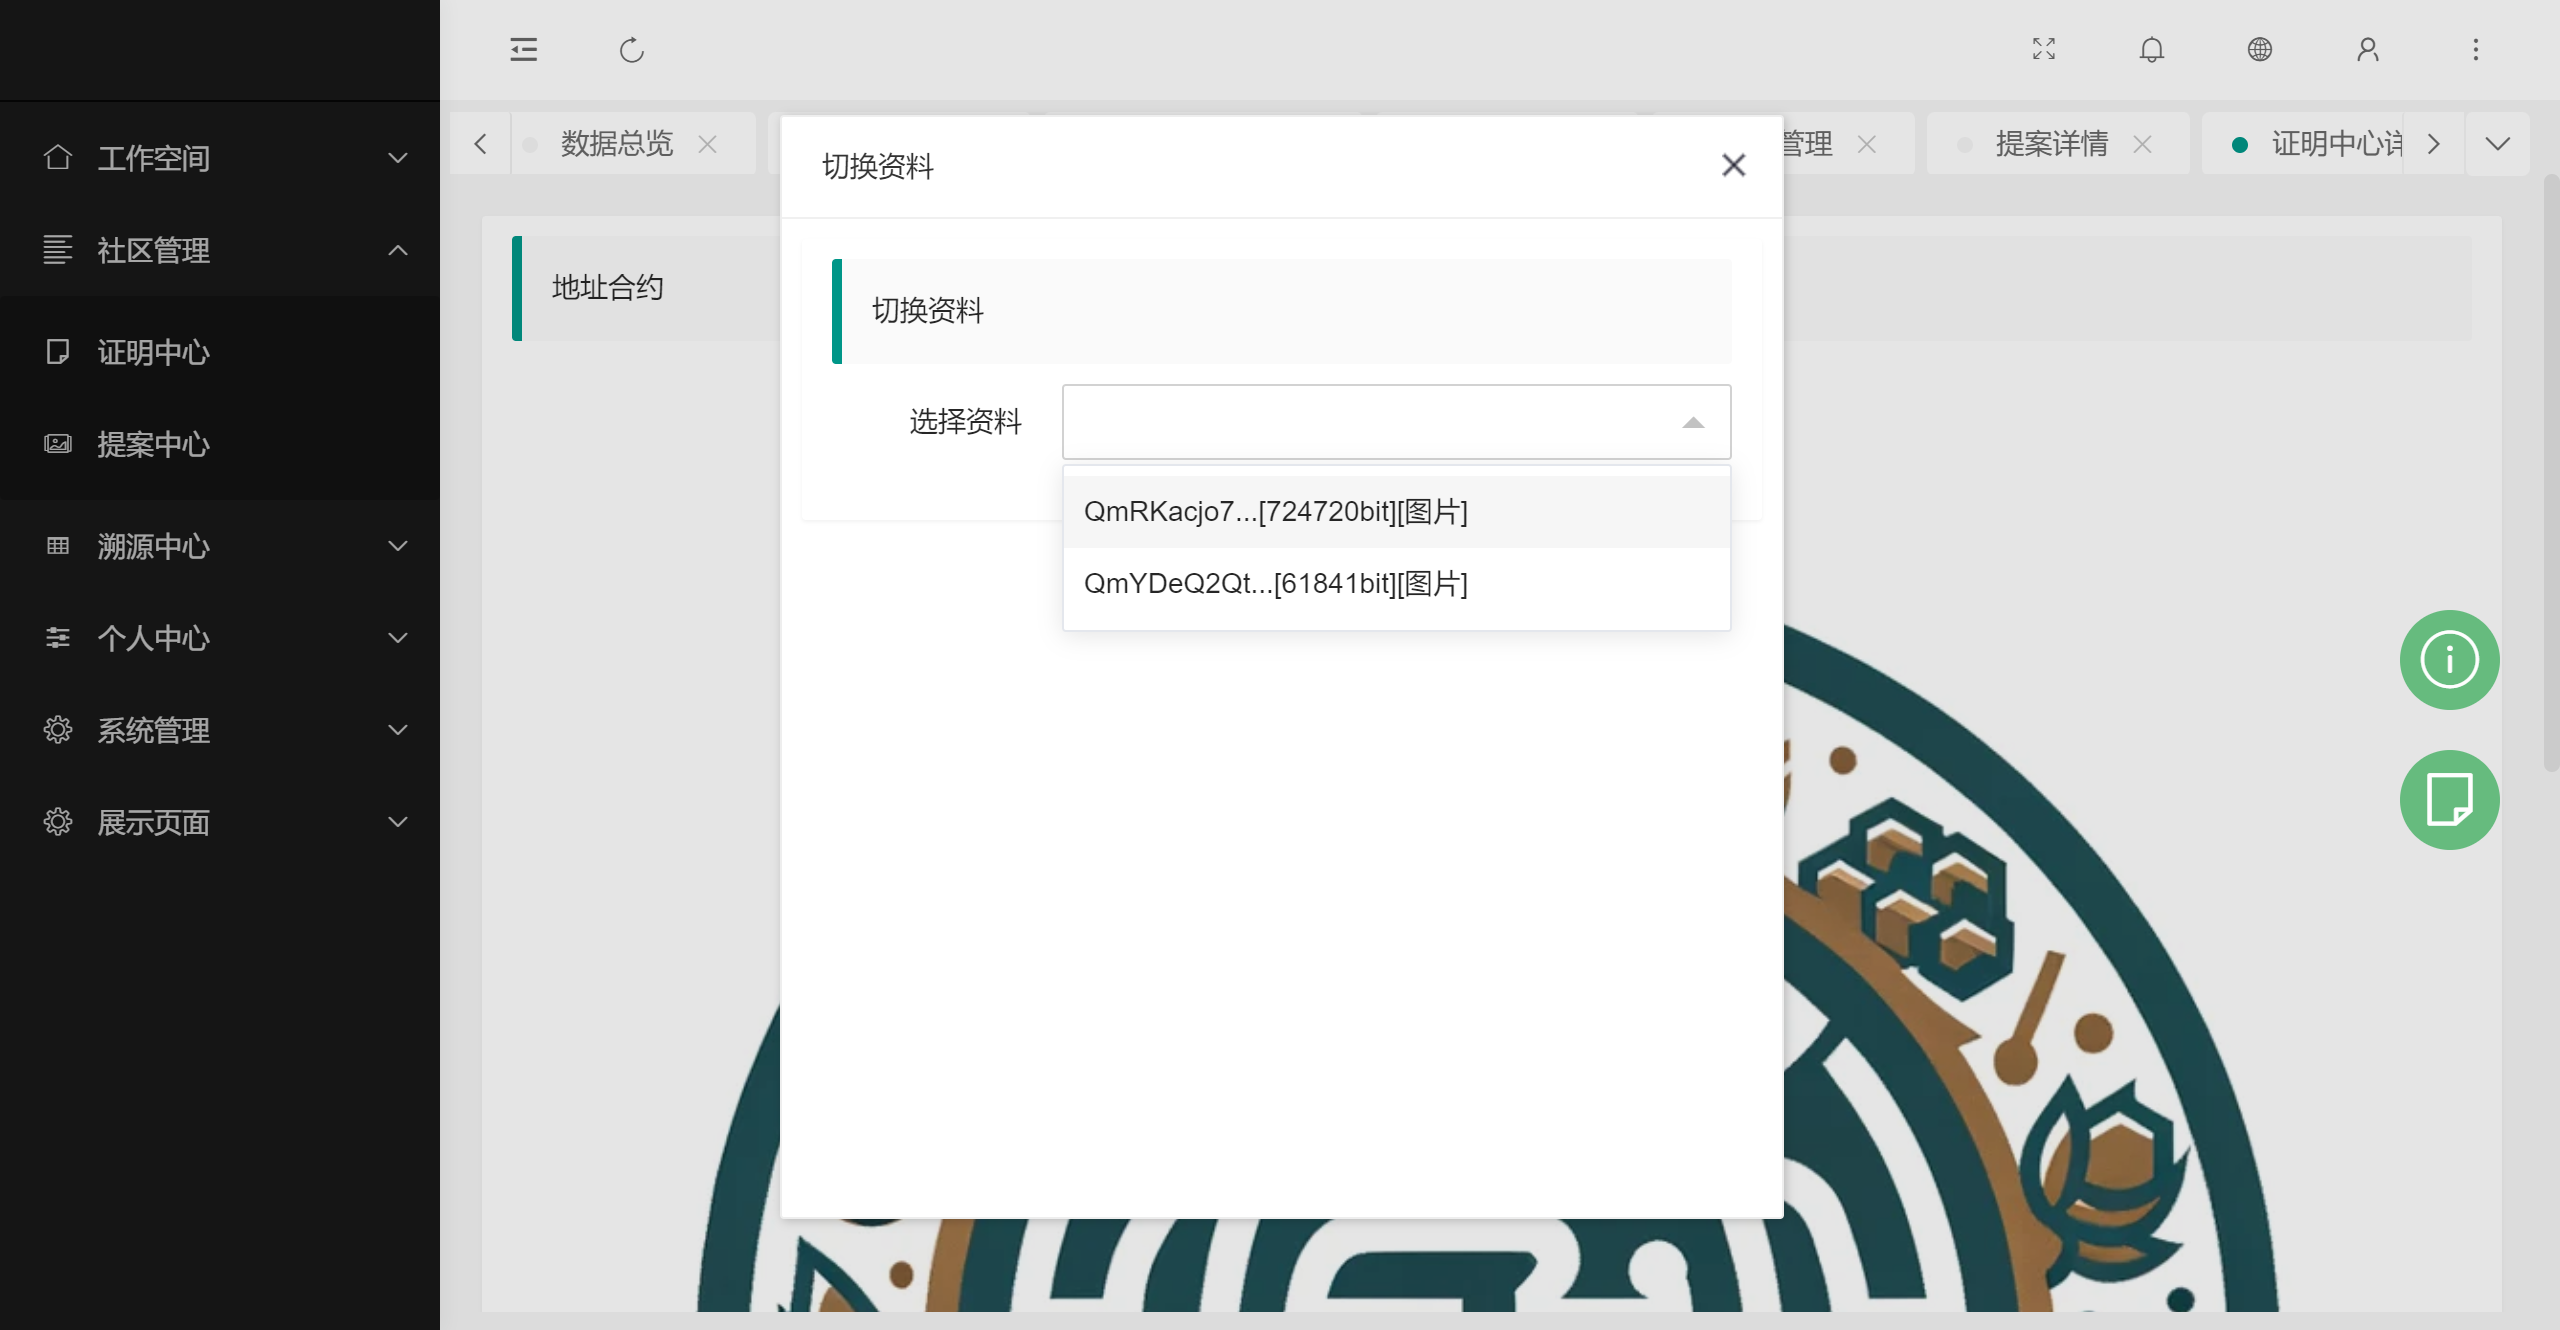 工作空间
社区管理
证明中心
提案中心
溯源中心
个人中心
系统管理
展示页面
数据总览
管理
提案详情
证明中心详
地址合约
切换资料
切换资料
选择资料
QmRKacjo7...[724720bit][图片]
QmYDeQ2Qt...[61841bit][图片]